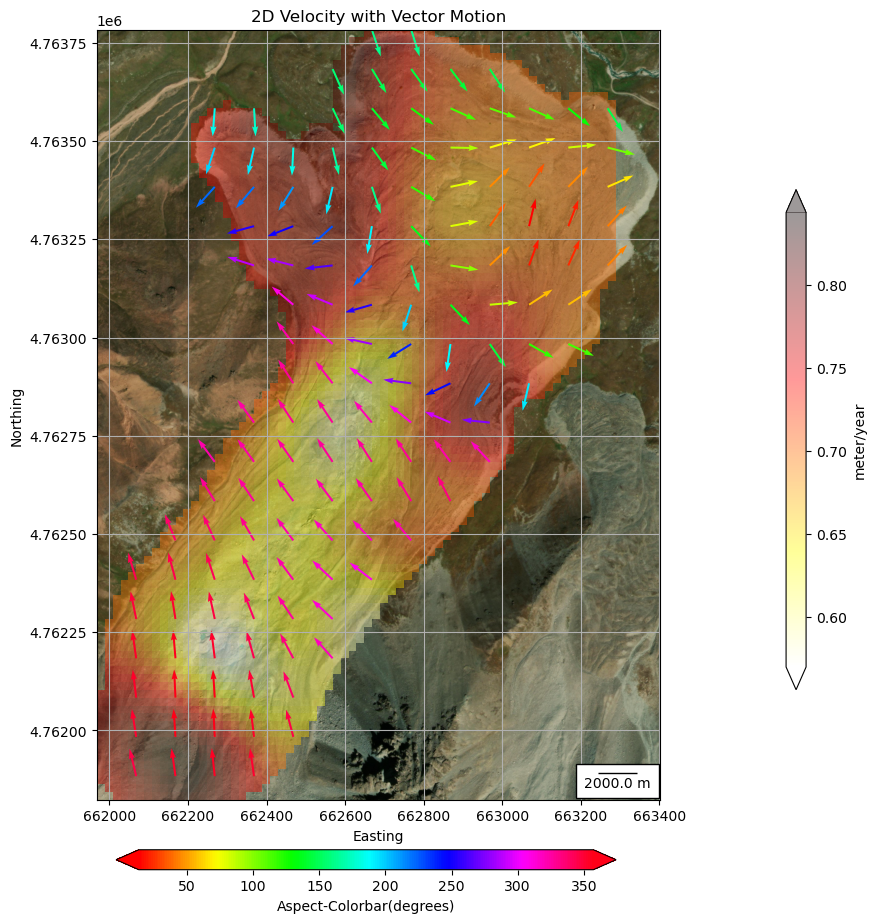 2D Velocity with Vector Motion
1e6
4.76375
4.76350
4.76325
4.76300
4.76275
4.76250
4.76225
4.76200
Northing
2000.0 m
662000 662200 662400 662600 662800 663000 663200 663400
Easting
50 100 150 200 250 300 350
Aspect-Colorbar(degrees)
0.80
0.75
0.70
0.65
0.60
meter/year